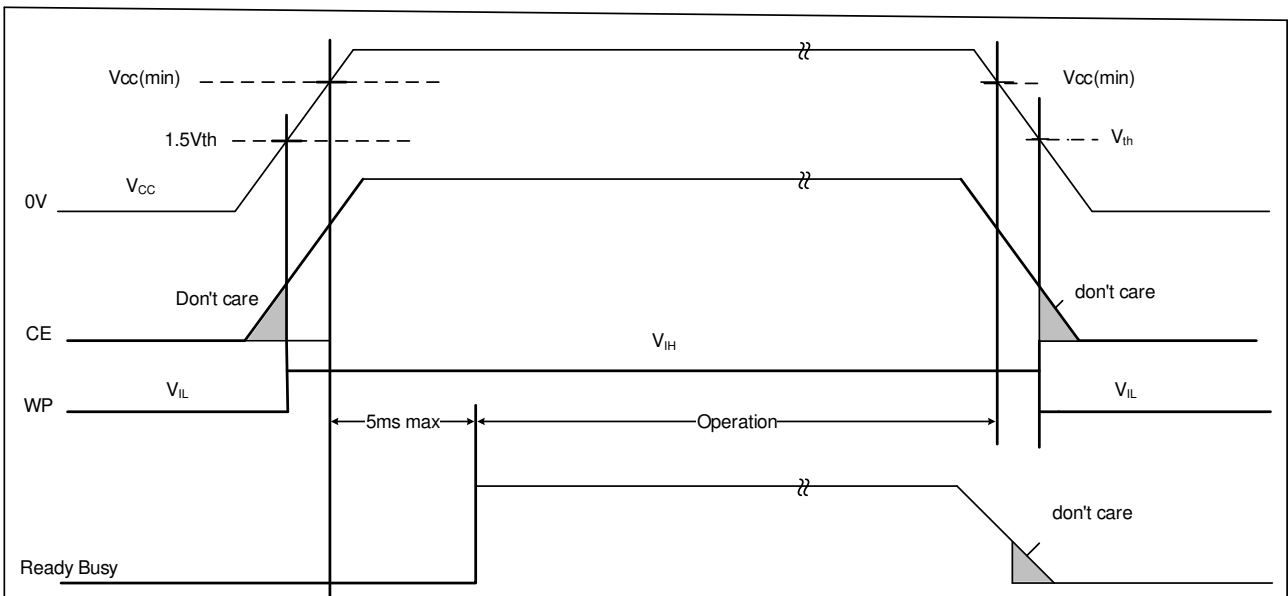 Vcc(min)
Vcc(min)
1.5Vth
Vth
VCC
0V
Don't care
don't care
CE
VIH
VIL
VIL
WP
5ms max
Operation
don't care
Ready Busy